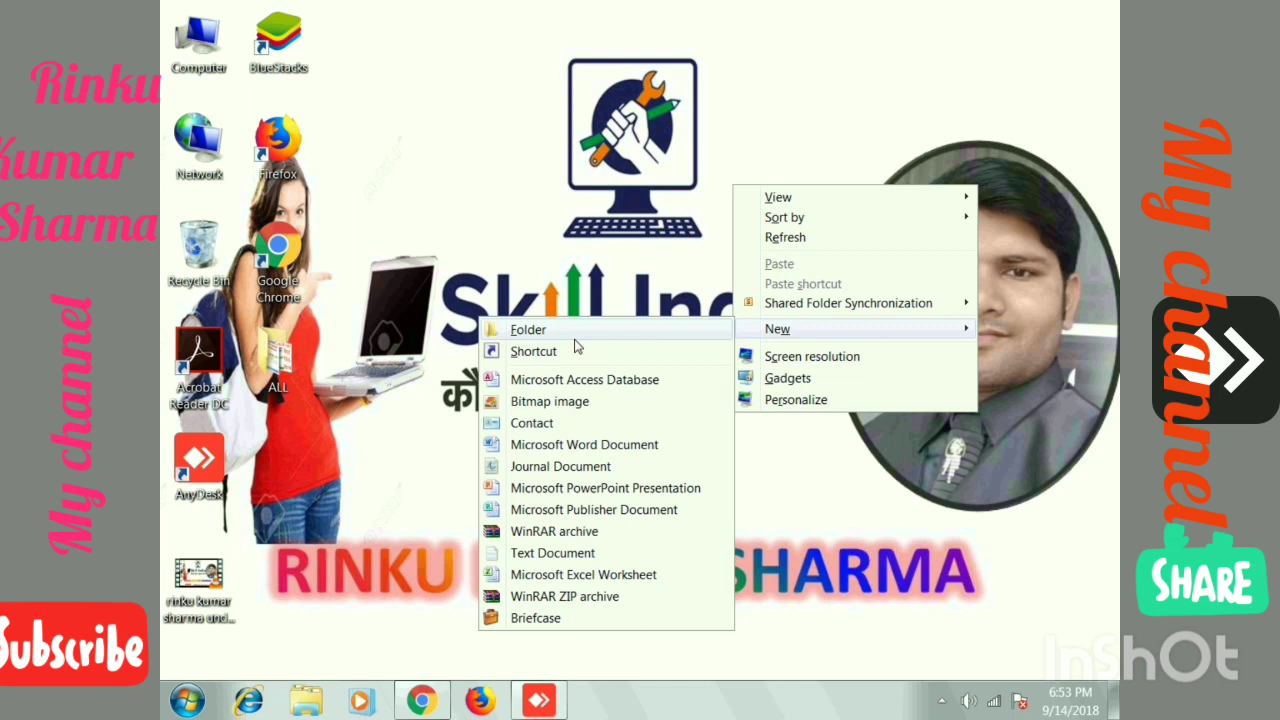 Rinku
Kumar
Sharma
My channel
Subscribe
Computer
BlueStacks
Network
Firefox
Recycle Bin
Google
Chrome
Acrobat
Reader DC
ALL
AnyDesk
rinku kumar
sharma und...
View
Sort by
Refresh
Paste
Paste shortcut
Shared Folder Synchronization
New
Screen resolution
Gadgets
Personalize
Folder
Shortcut
Microsoft Access Database
Bitmap image
Contact
Microsoft Word Document
Journal Document
Microsoft PowerPoint Presentation
Microsoft Publisher Document
WinRAR archive
Text Document
Microsoft Excel Worksheet
WinRAR ZIP archive
Briefcase
RINKU SHARMA
My channel
SHARE
InShOt
6:53 PM
9/14/2018